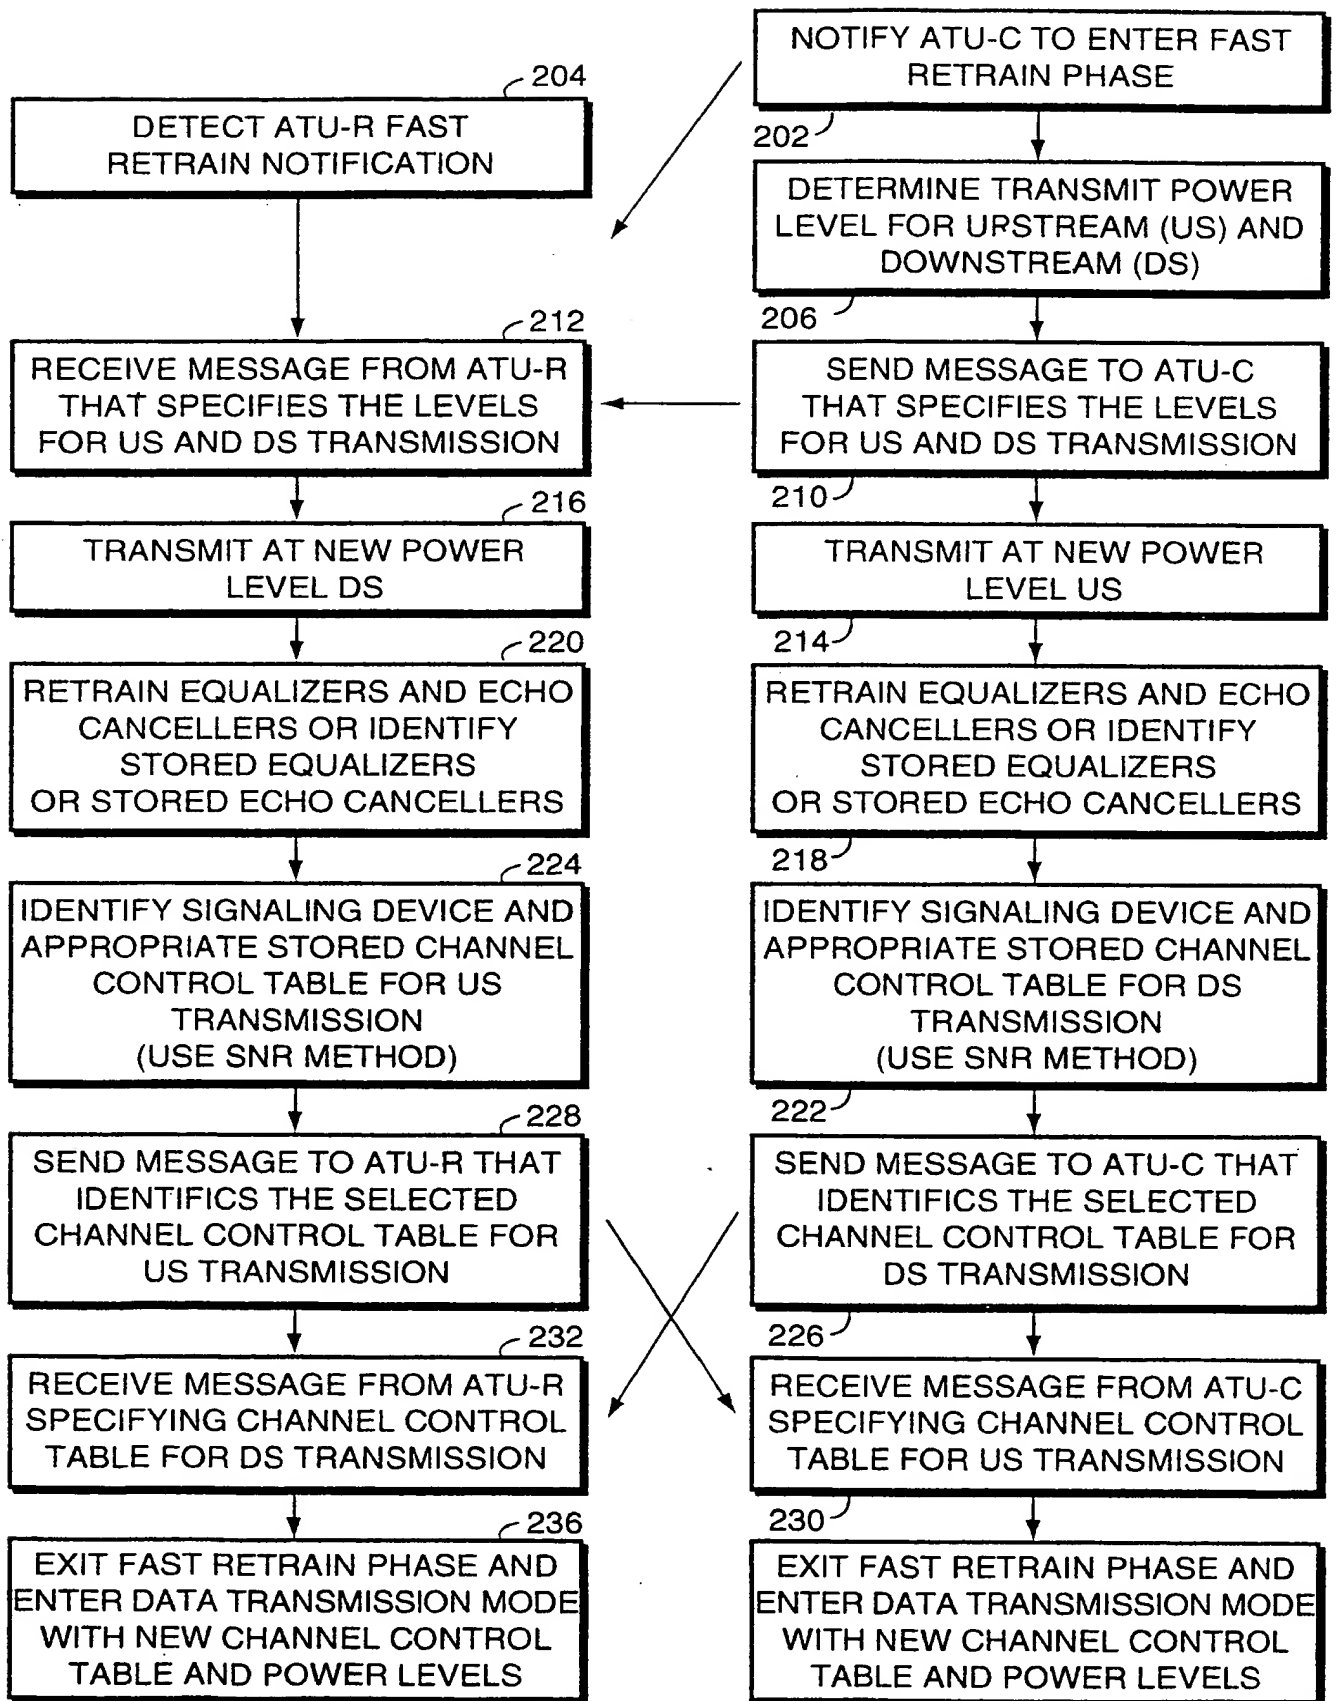 NOTIFY ATU-C TO ENTER FAST
RETRAIN PHASE
202
204
DETECT ATU-R FAST
RETRAIN NOTIFICATION
DETERMINE TRANSMIT POWER
LEVEL FOR UPSTREAM (US) AND
DOWNSTREAM (DS)
206
212
RECEIVE MESSAGE FROM ATU-R
THAT SPECIFIES THE LEVELS
FOR US AND DS TRANSMISSION
SEND MESSAGE TO ATU-C
THAT SPECIFIES THE LEVELS
FOR US AND DS TRANSMISSION
210
216
TRANSMIT AT NEW POWER
LEVEL DS
TRANSMIT AT NEW POWER
LEVEL US
214
220
RETRAIN EQUALIZERS AND ECHO
CANCELLERS OR IDENTIFY
STORED EQUALIZERS
OR STORED ECHO CANCELLERS
RETRAIN EQUALIZERS AND ECHO
CANCELLERS OR IDENTIFY
STORED EQUALIZERS
OR STORED ECHO CANCELLERS
218
224
IDENTIFY SIGNALING DEVICE AND
APPROPRIATE STORED CHANNEL
CONTROL TABLE FOR US
TRANSMISSION
(USE SNR METHOD)
IDENTIFY SIGNALING DEVICE AND
APPROPRIATE STORED CHANNEL
CONTROL TABLE FOR DS
TRANSMISSION
(USE SNR METHOD)
222
228
SEND MESSAGE TO ATU-R THAT
IDENTIFICS THE SELECTED
CHANNEL CONTROL TABLE FOR
US TRANSMISSION
SEND MESSAGE TO ATU-C THAT
IDENTIFICS THE SELECTED
CHANNEL CONTROL TABLE FOR
DS TRANSMISSION
226
232
RECEIVE MESSAGE FROM ATU-R
SPECIFYING CHANNEL CONTROL
TABLE FOR DS TRANSMISSION
RECEIVE MESSAGE FROM ATU-C
SPECIFYING CHANNEL CONTROL
TABLE FOR US TRANSMISSION
230
236
EXIT FAST RETRAIN PHASE AND
ENTER DATA TRANSMISSION MODE
WITH NEW CHANNEL CONTROL
TABLE AND POWER LEVELS
EXIT FAST RETRAIN PHASE AND
ENTER DATA TRANSMISSION MODE
WITH NEW CHANNEL CONTROL
TABLE AND POWER LEVELS